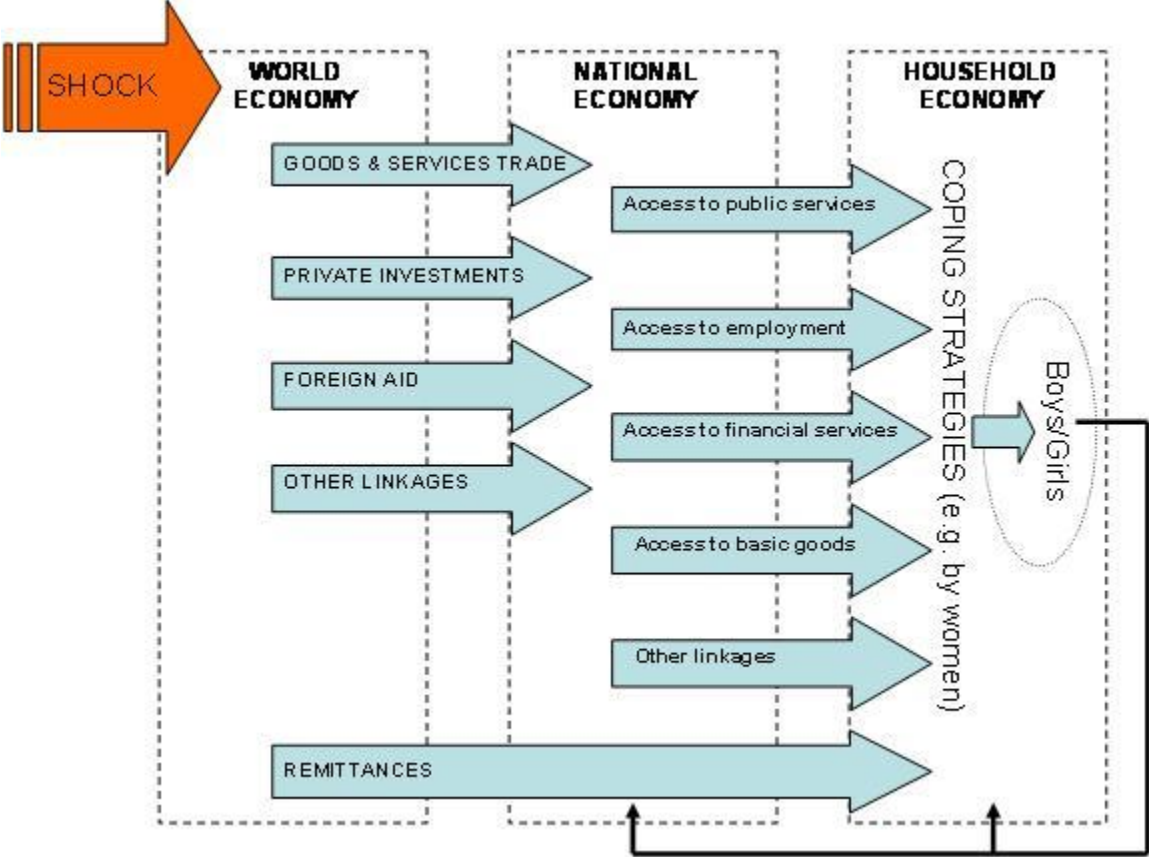 SHOCK
WORLD
ECONOMY
NATIONAL
ECONOMY
HOUSEHOLD
ECONOMY
GOODS & SERVICES TRADE
PRIVATE INVESTMENTS
FOREIGN AID
OTHER LINKAGES
REMITTANCES
Access to public services
Access to employment
Access to financial services
Access to basic goods
Other linkages
COPING STRATEGIES (e.g. by women)
Boys/Girls